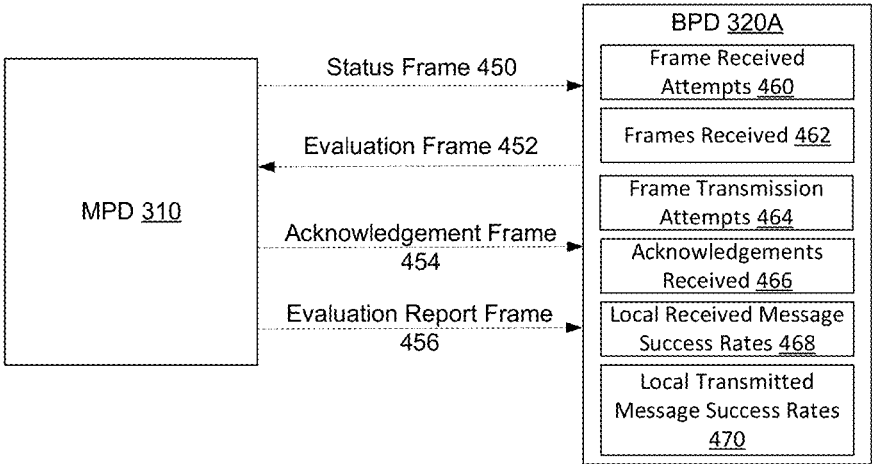 BPD 320A
Status Frame 450
Frame Received
Attempts 460
Evaluation Frame 452
Frames Received 462
MPD 310
Frame Transmission
Attempts 464
Acknowledgement Frame
454
Acknowledgements
Received 466
Evaluation Report Frame
456
Local Received Message
Success Rates 468
Local Transmitted
Message Success Rates
470